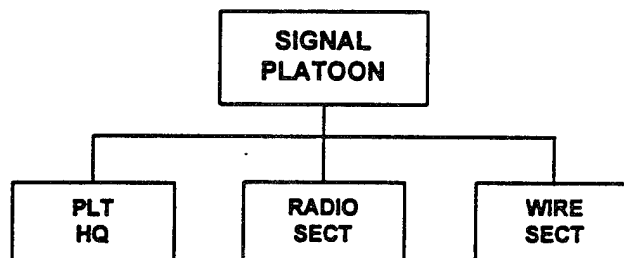 SIGNAL
PLATOON
PLT
HQ
RADIO
SECT
WIRE
SECT